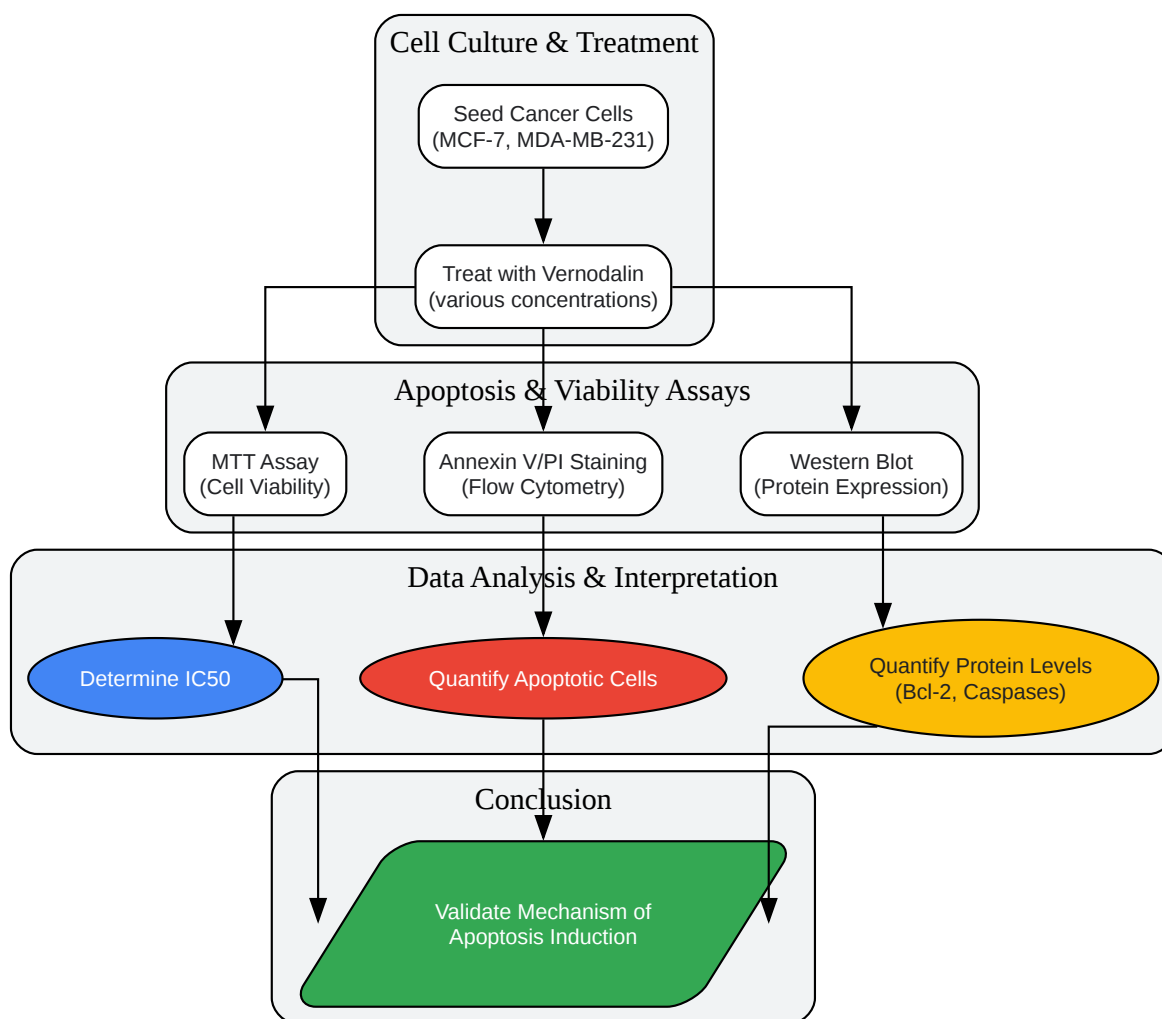 Cell Culture & Treatment
Seed Cancer Cells
(MCF-7, MDA-MB-231)
Treat with Vernodalin
(various concentrations)
Apoptosis & Viability Assays
MTT Assay
(Cell Viability)
Annexin V/PI Staining
(Flow Cytometry)
Western Blot
(Protein Expression)
Data Analysis & Interpretation
Determine IC50
Quantify Apoptotic Cells
Quantify Protein Levels
(Bcl-2, Caspases)
Conclusion
Validate Mechanism of
Apoptosis Induction